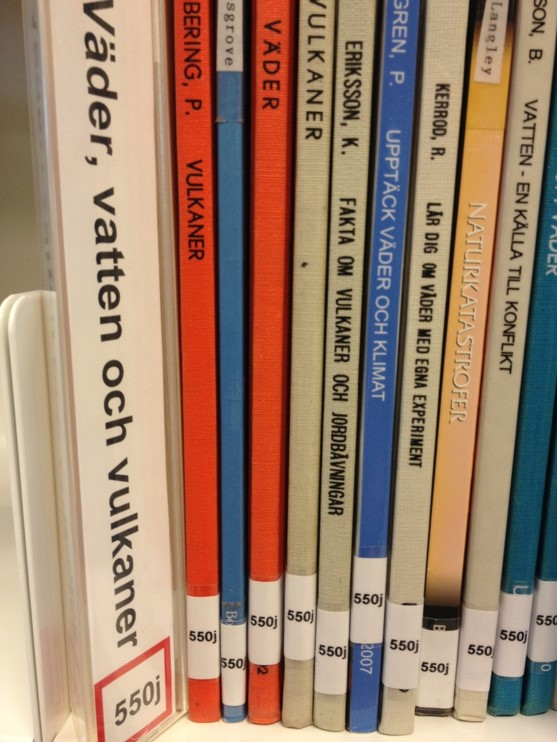 Väder, vatten och vulkaner
550j
BERING, P. VULKANER
550j
sgrove
550j
VÄDER
550j
VULKANER
550j
ERIKSSON, K. FAKTA OM VULKANER OCH JORDBÄVNINGAR
550j
GREN, P. UPPTÄCK VÄDER OCH KLIMAT
550j
2007
KERROD, R. LÄR DIG OM VÄDER MED EGNA EXPERIMENT
550j
Langley
NATURKATASTROFER
B
550j
SON, B. VATTEN - EN KÄLLA TILL KONFLIKT
550j
550j
VÄDER
550